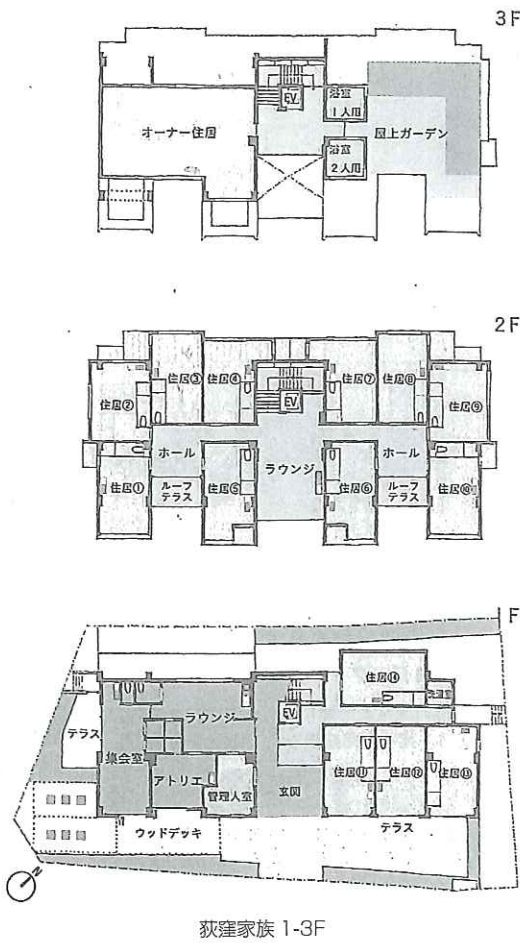 3F
EV
浴室
1人用
オーナー住居
屋上ガーデン
浴室
2人用
2F
住居③
住居④
住居⑦
住居⑧
住居②
住居⑨
EV
ホール
ラウンジ
ホール
住居①
ルーフ
テラス
住居⑤
住居⑥
ルーフ
テラス
住居⑩
F
住居⑭
ラウンジ
EV
テラス
集会室
アトリエ
管理人室
玄関
住居⑪
住居⑫
住居⑬
ウッドデッキ
テラス
N
荻窪家族 1-3F